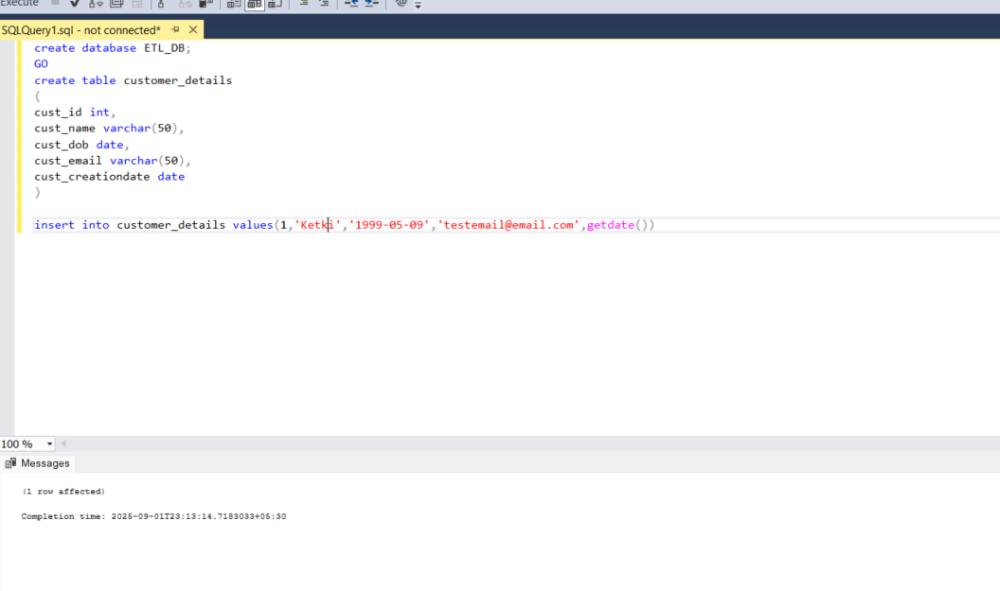 Execute
SQLQuery1.sql - not connected*
create database ETL_DB;
GO
create table customer_details
(
cust_id int,
cust_name varchar(50),
cust_dob date,
cust_email varchar(50),
cust_creationdate date
)
insert into customer_details values(1,'Ketki','1999-05-09','testemail@email.com',getdate())
100 %
Messages
(1 row affected)
Completion time: 2025-09-01T23:13:14.7183033+05:30